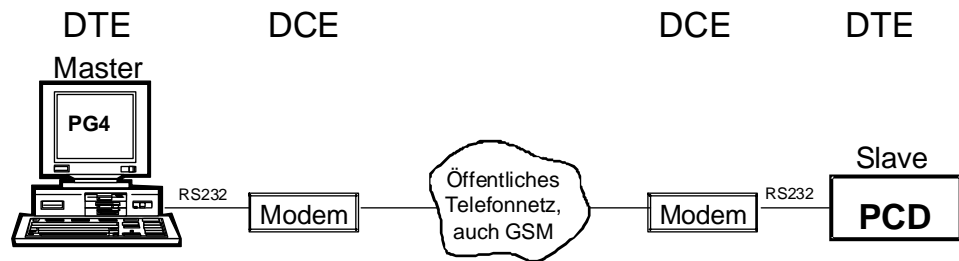 DTE DCE DCE DTE
Master
PG4
Slave
RS232
Modem
Öffentliches
Telefonnetz,
auch GSM
Modem
RS232
PCD